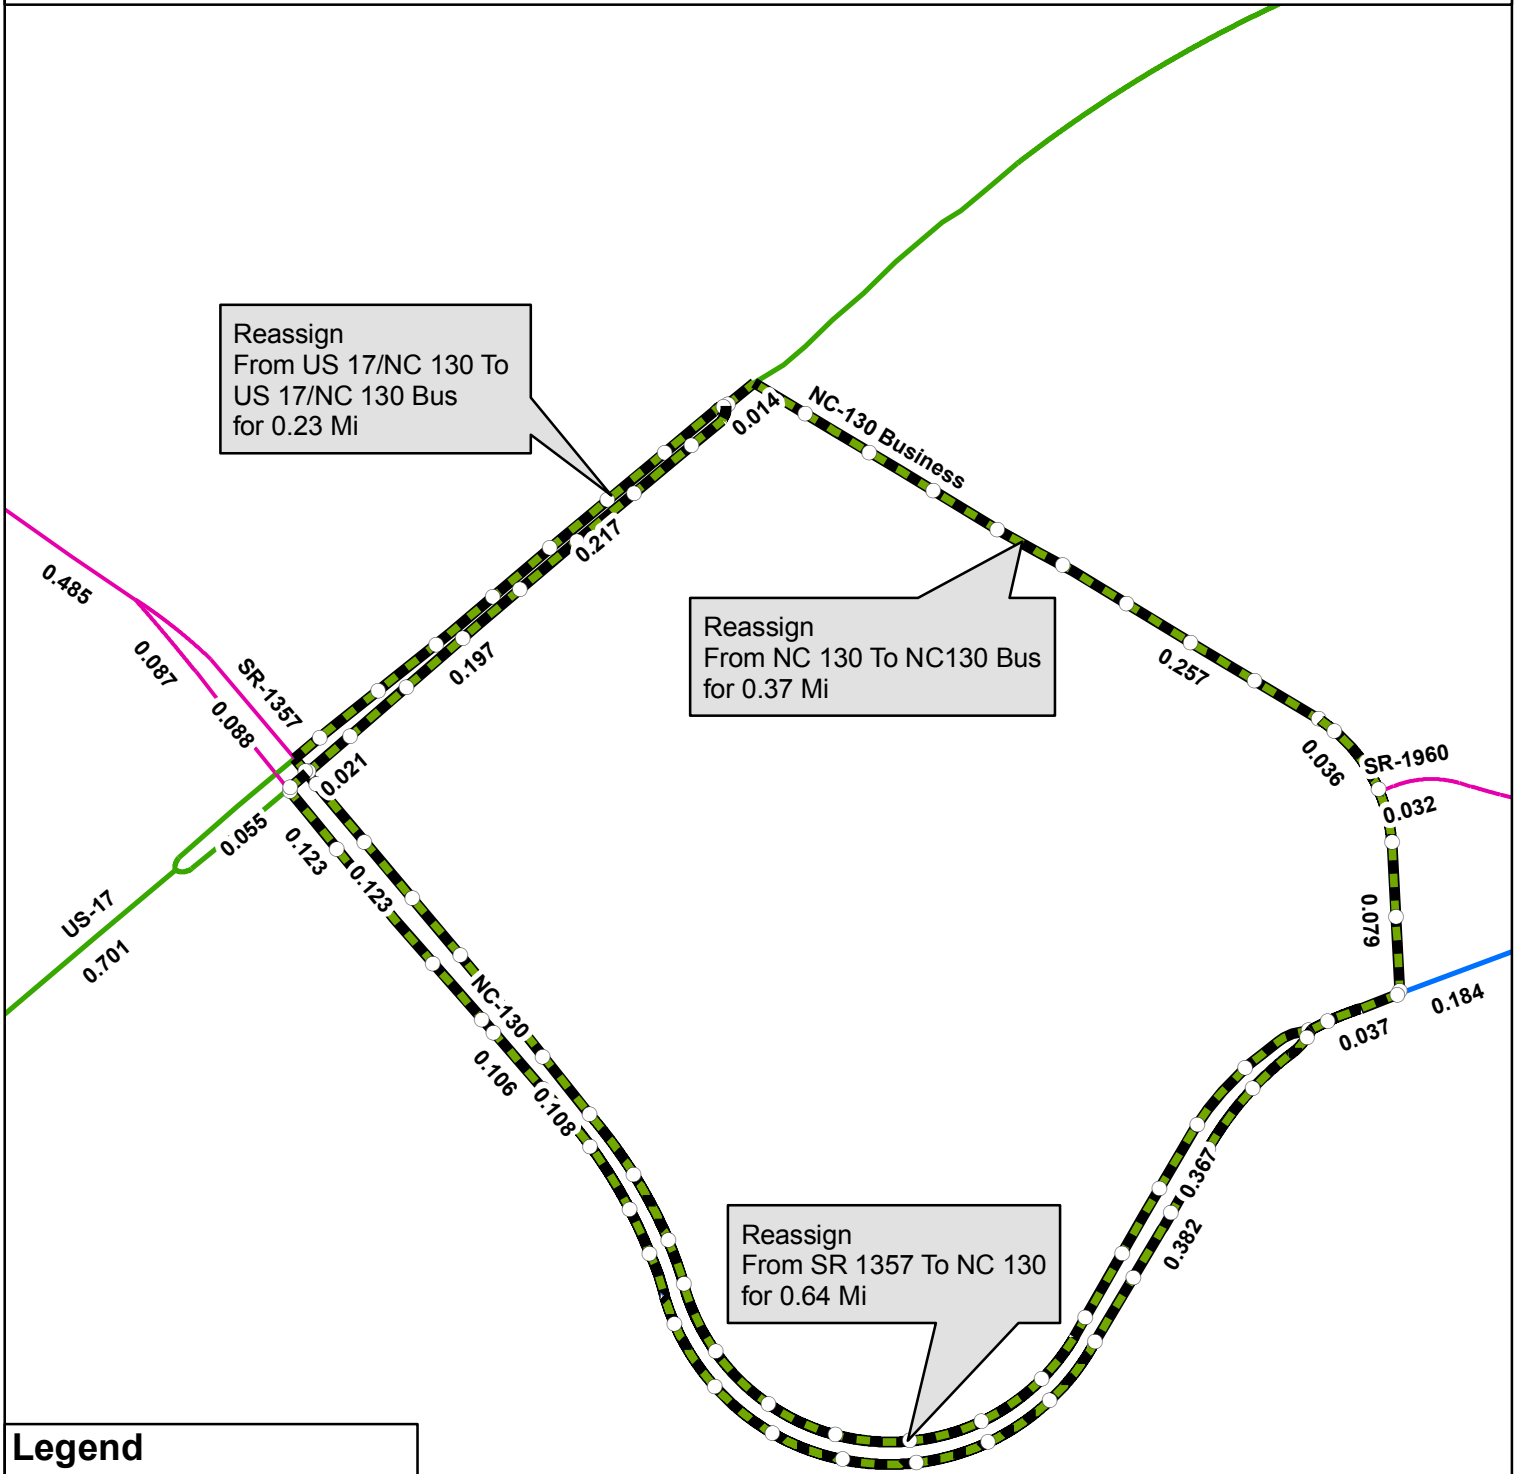 Reassign
From US 17/NC 130 To
US 17/NC 130 Bus
for 0.23 Mi
0.014
NC-130 Business
0.217
0.485
0.087
SR-1357
0.088
0.197
Reassign
From NC 130 To NC130 Bus
for 0.37 Mi
0.257
0.036
SR-1960
0.032
0.021
0.055
0.123
0.123
US-17
0.701
0.079
0.184
0.037
NC-130
0.106
0.108
0.367
0.382
Reassign
From SR 1357 To NC 130
for 0.64 Mi
Legend